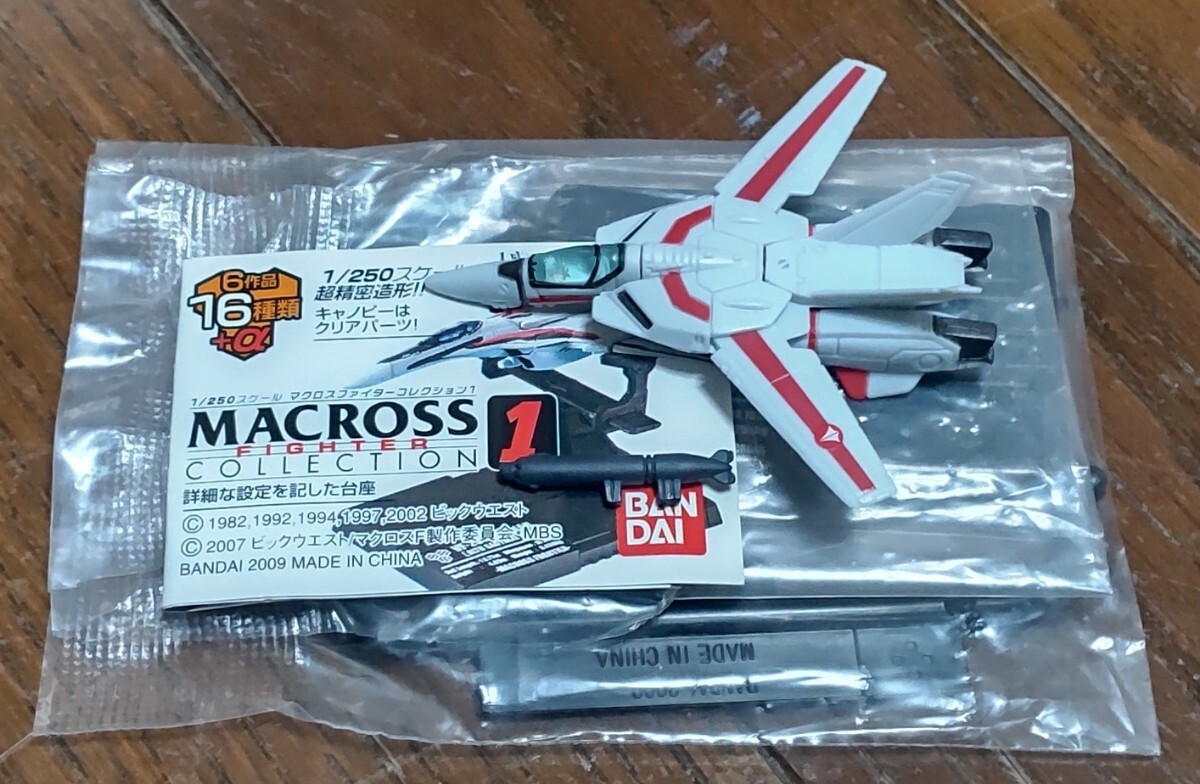 6作品
16種類
+α
1/250スケール
超精密造形!!
キャノピーは
クリアパーツ!
1/250スケール マクロスファイターコレクション1
MACROSS
FIGHTER
COLLECTION
1
詳細な設定を記した台座
© 1982,1992,1994,1997,2002 ビックウエスト
© 2007 ビックウエスト/マクロスF製作委員会・MBS
BANDAI 2009 MADE IN CHINA
BAN
DAI
MADE IN CHINA
BANDAI 2009